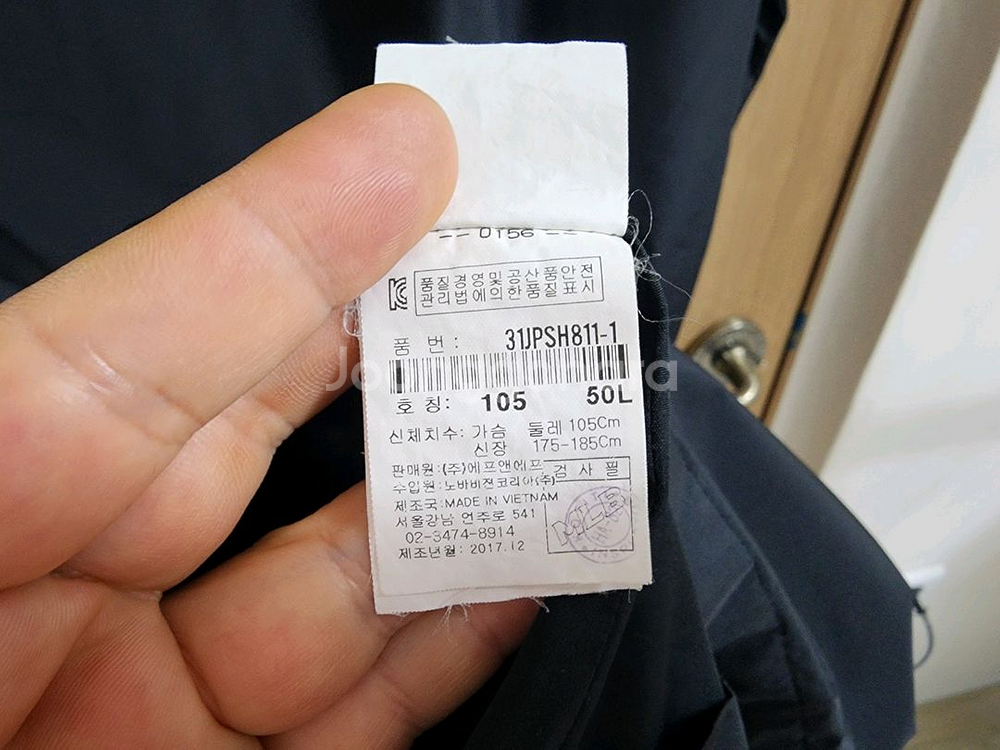 -- 0156 --
품질경영및공산품안전
관리법에의한품질표시
품 번 : 31JPSH811-1
호 칭: 105 50L
신체치수: 가슴 둘레 105Cm
신장 175-185Cm
판매원:(주)에프앤에프
검 사 필
수입원:노바비젼코리아(주)
제조국:MADE IN VIETNAM
서울강남 언주로 541
02-3474-8914
제조년월: 2017.12